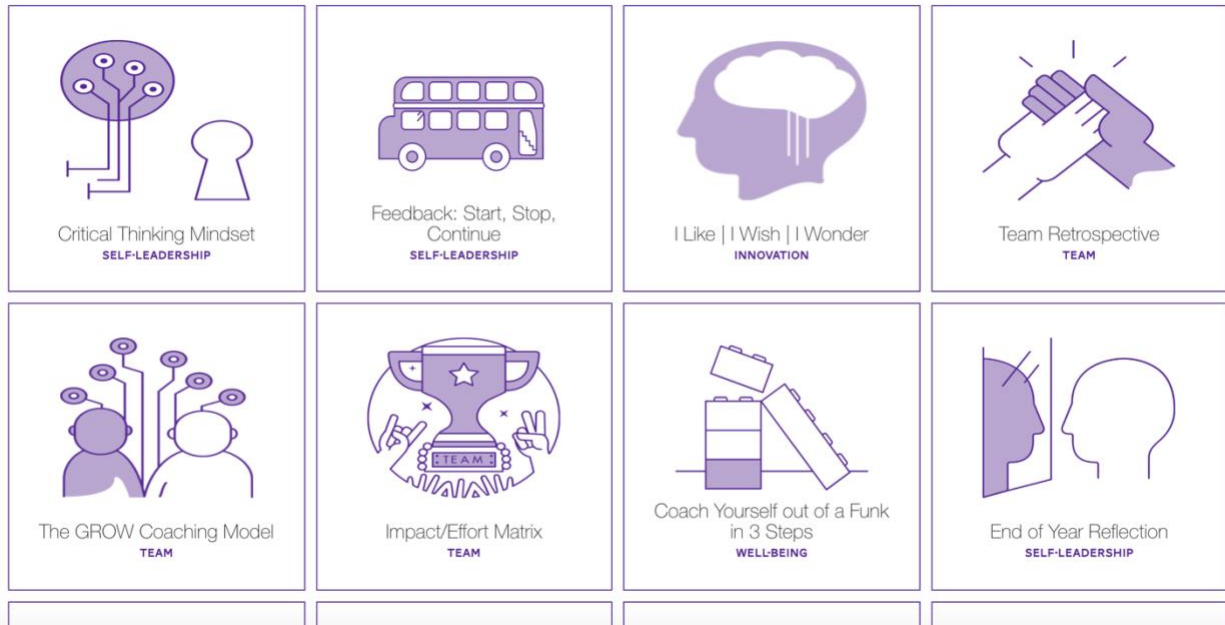 Critical Thinking Mindset
SELF-LEADERSHIP
Feedback: Start, Stop,
Continue
SELF-LEADERSHIP
I Like | I Wish | I Wonder
INNOVATION
Team Retrospective
TEAM
The GROW Coaching Model
TEAM
TEAM
Impact/Effort Matrix
TEAM
Coach Yourself out of a Funk
in 3 Steps
WELL-BEING
End of Year Reflection
SELF-LEADERSHIP